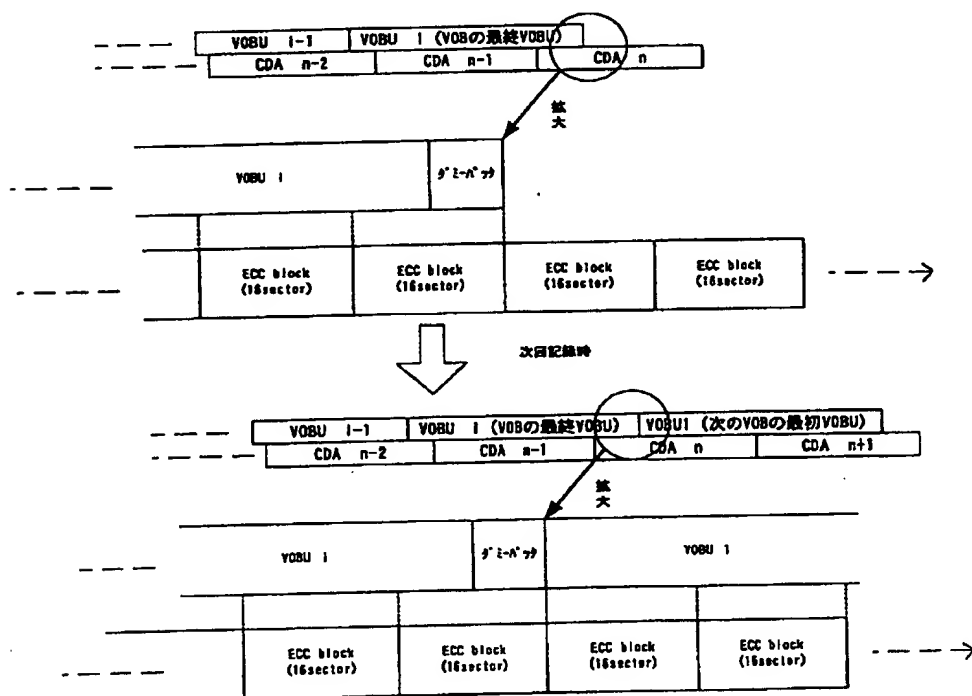 VOBU i-1 VOBU i (VOBの最終VOBU)
CDA n-2 CDA n-1 CDA n
拡大
VOBU i ダミーパック
ECC block (16sector) ECC block (16sector) ECC block (16sector) ECC block (16sector)
次回記録時
VOBU i-1 VOBU i (VOBの最終VOBU) VOBU1 (次のVOBの最初VOBU)
CDA n-2 CDA n-1 CDA n CDA n+1
拡大
VOBU i ダミーパック VOBU 1
ECC block (16sector) ECC block (16sector) ECC block (16sector) ECC block (16sector)